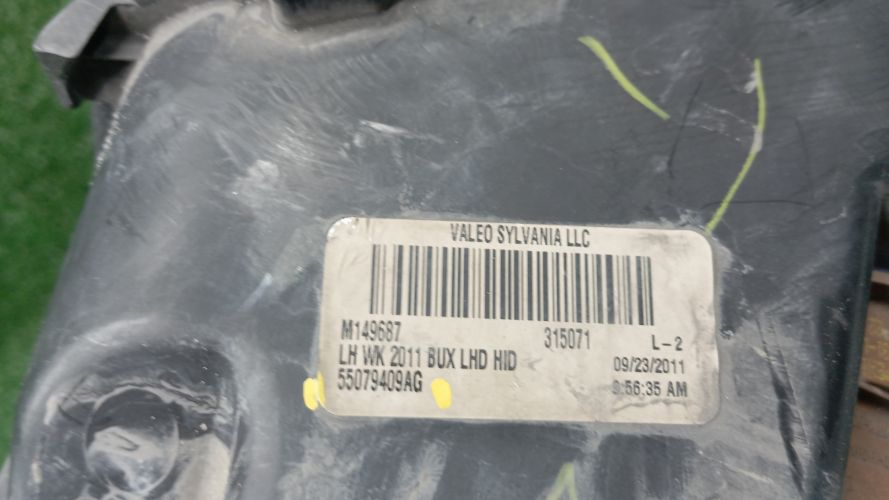 VALEO SYLVANIA LLC
M149687 315071 L-2
LH WK 2011 BUX LHD HID 09/23/2011
55079409AG 9:56:35 AM